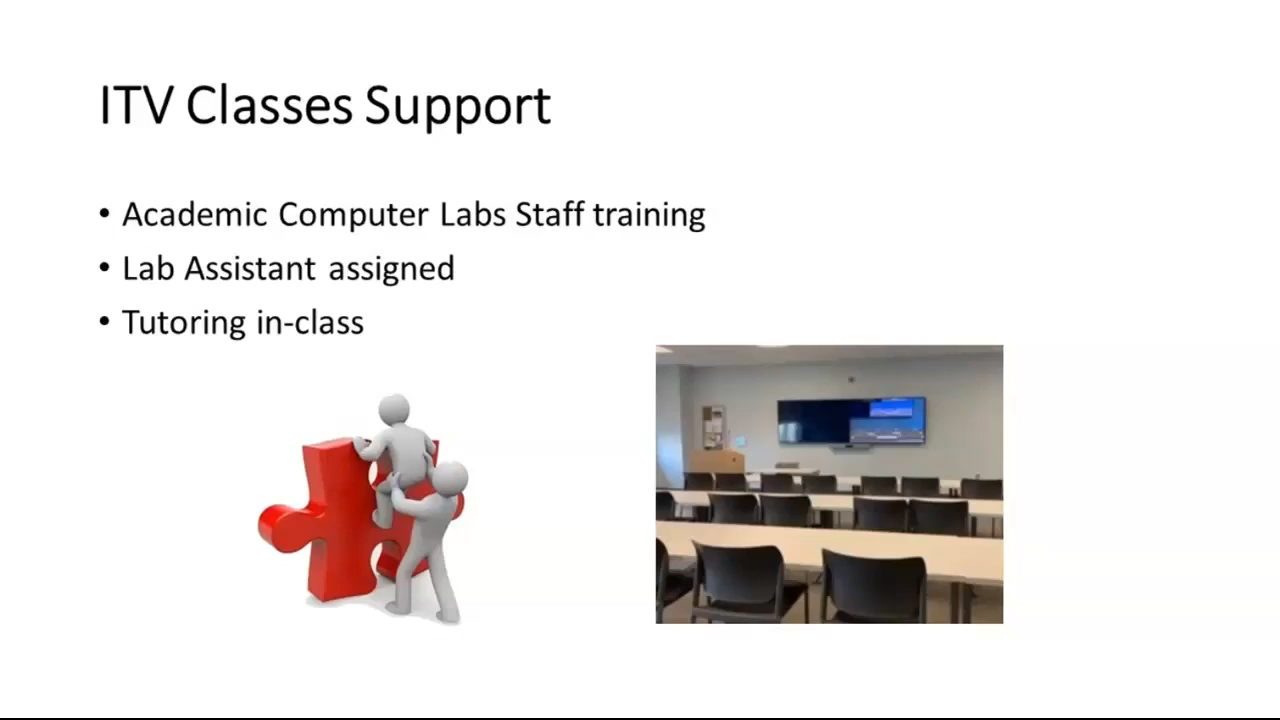 ITV Classes Support
• Academic Computer Labs Staff training
• Lab Assistant assigned
• Tutoring in-class